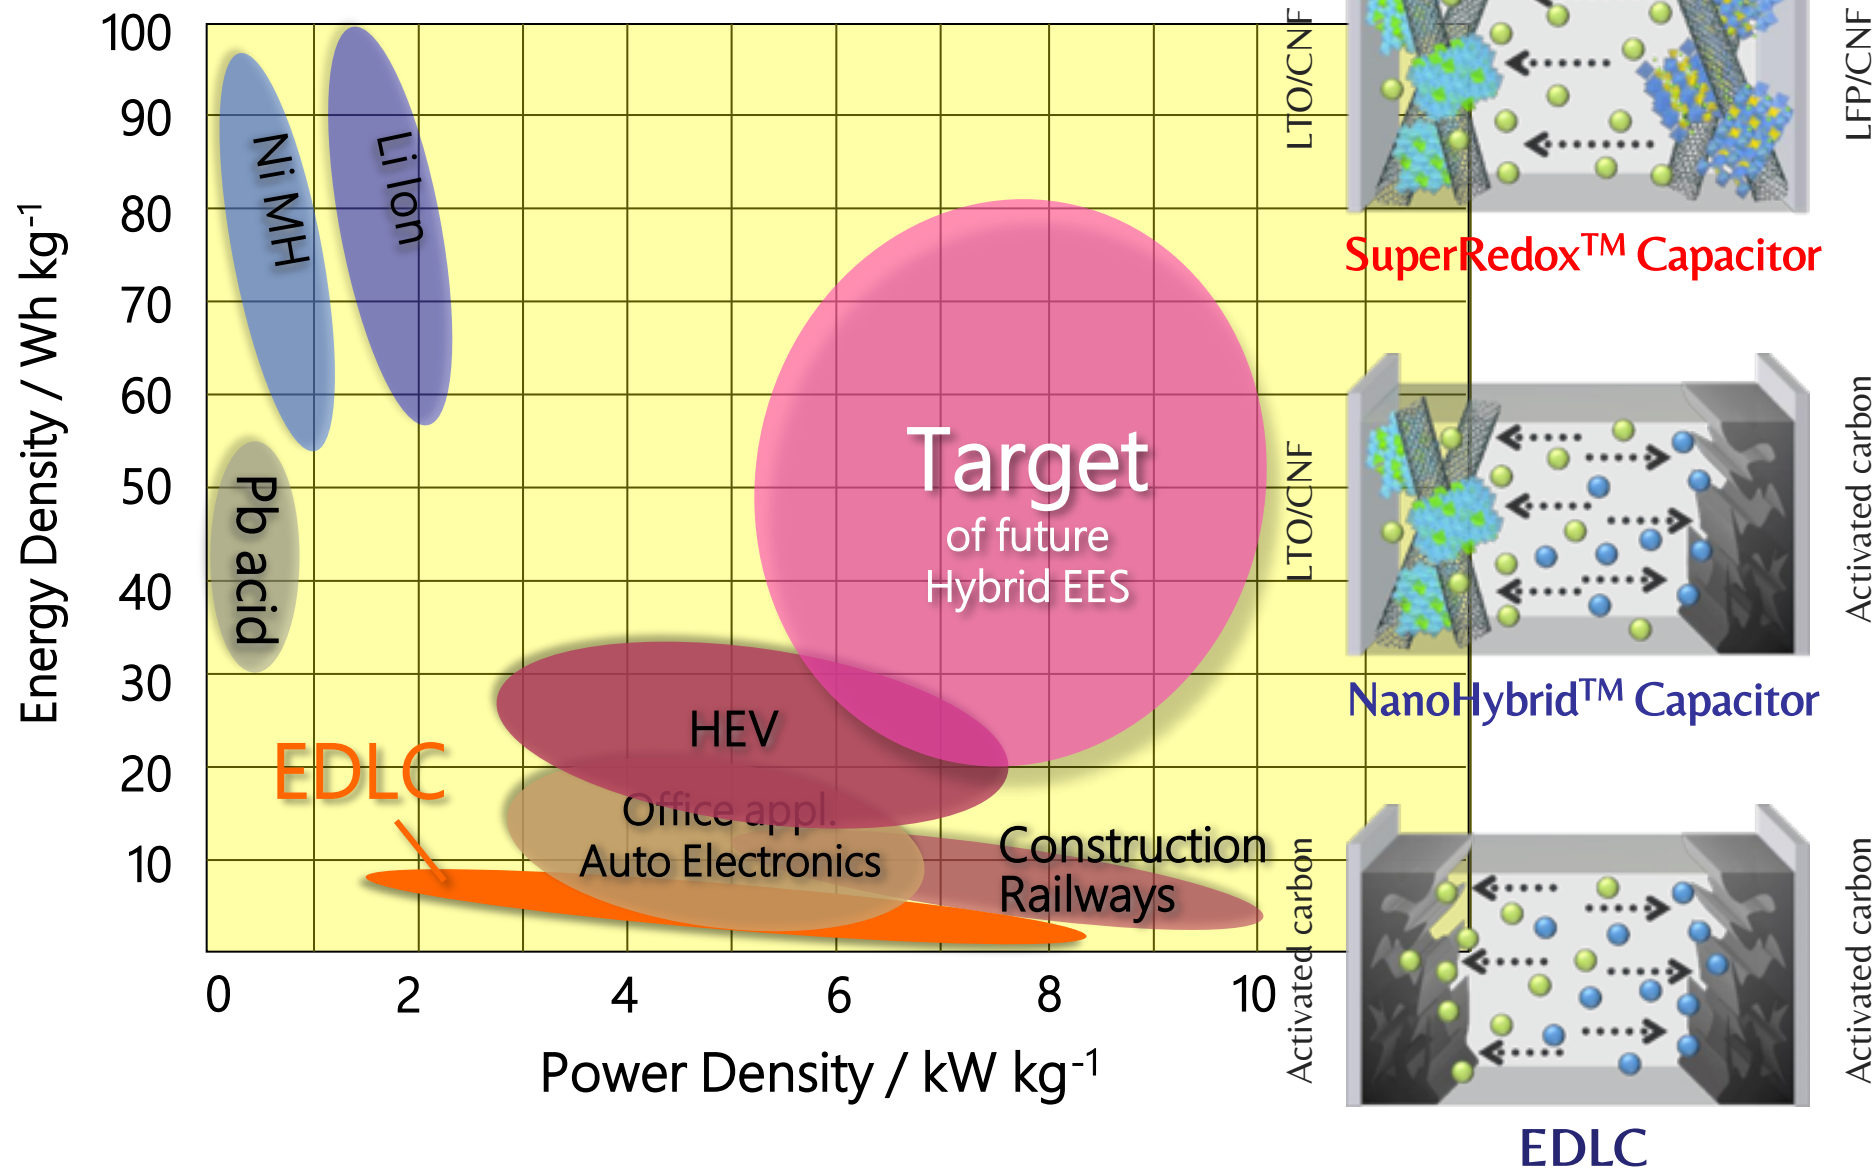 Energy Density / Wh kg-1
100
90
80
70
60
50
40
30
20
10
0
2
4
6
8
10
Power Density / kW kg-1
Ni MH
Li Ion
Pb acid
Target
of future
Hybrid EES
HEV
EDLC
Office appl.
Auto Electronics
Construction
Railways
LTO/CNF
LFP/CNF
SuperRedox™ Capacitor
LTO/CNF
Activated carbon
NanoHybrid™ Capacitor
Activated carbon
Activated carbon
EDLC